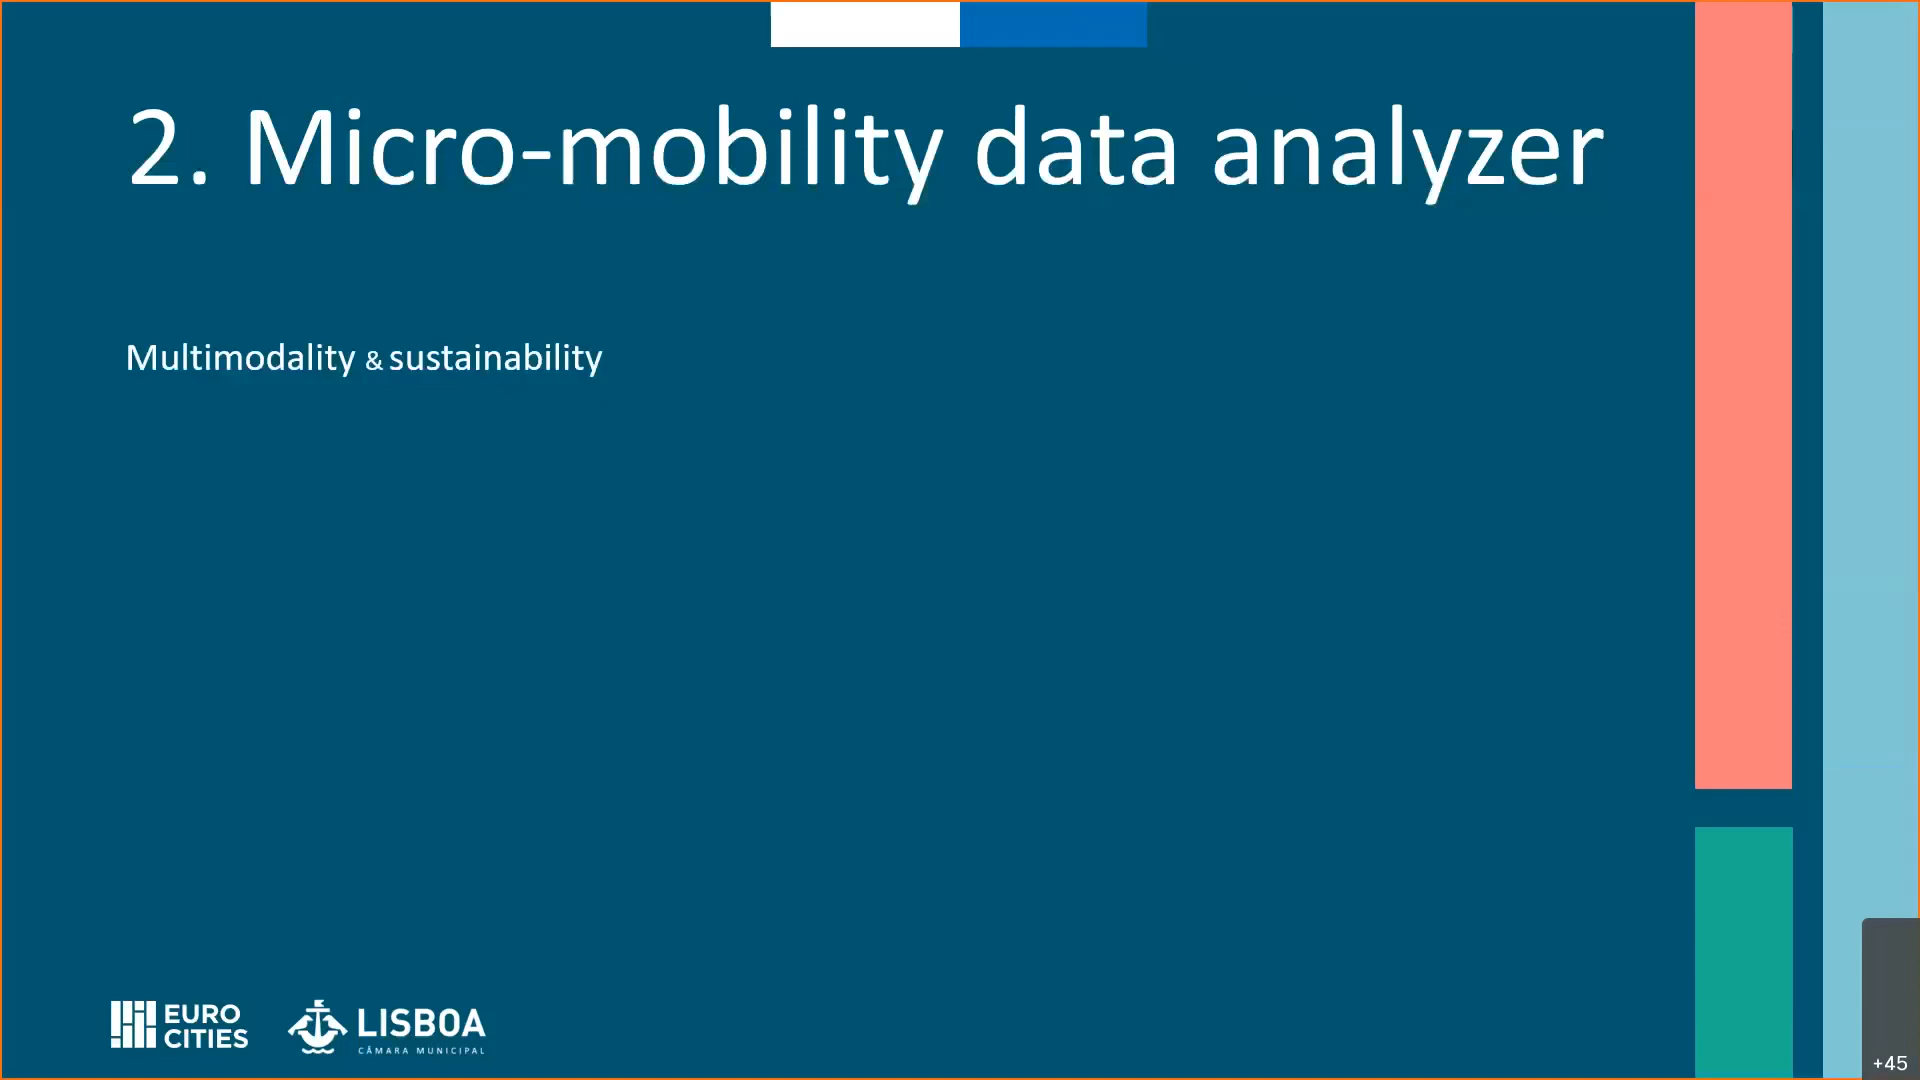 2. Micro-mobility data analyzer
Multimodality & sustainability
EURO
CITIES
LISBOA
CÂMARA MUNICIPAL
+45